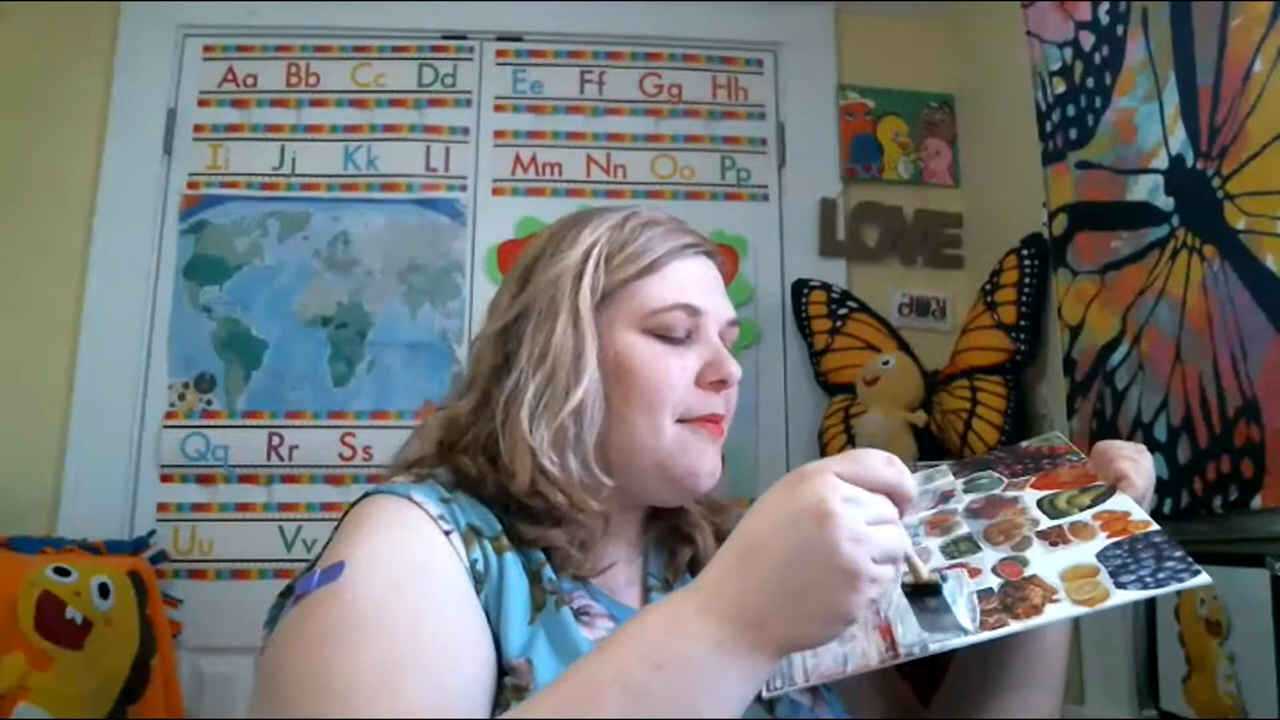 Aa Bb Cc Dd
Ee Ff Gg Hh
Ii Jj Kk Ll
Mm Nn Oo Pp
Qq Rr Ss
Uu Vv
LOVE